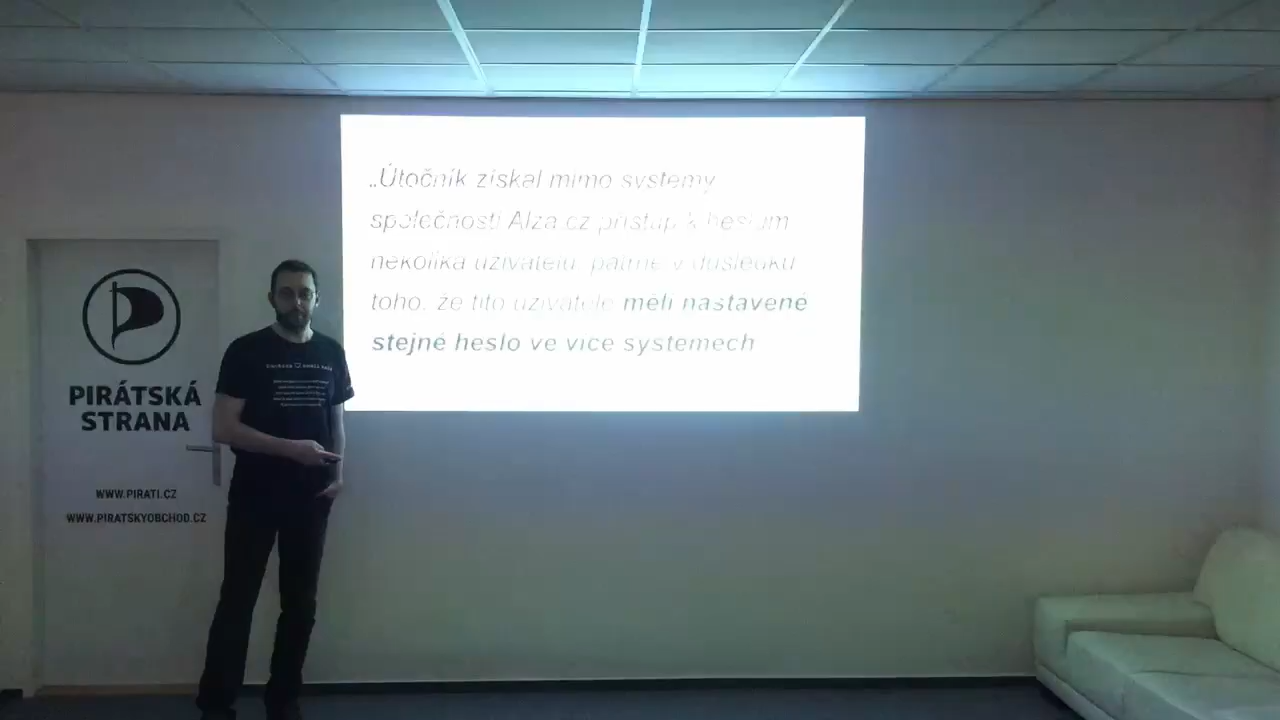 „Útočník získal mimo systémy
společnosti Alza.cz přístup k heslům
několika uživatelů, patrně v důsledku
toho, že tito uživatelé měli nastavené
stejné heslo ve více systémech
PIRÁTSKÁ
STRANA
WWW.PIRATI.CZ
WWW.PIRATSKYOBCHOD.CZ